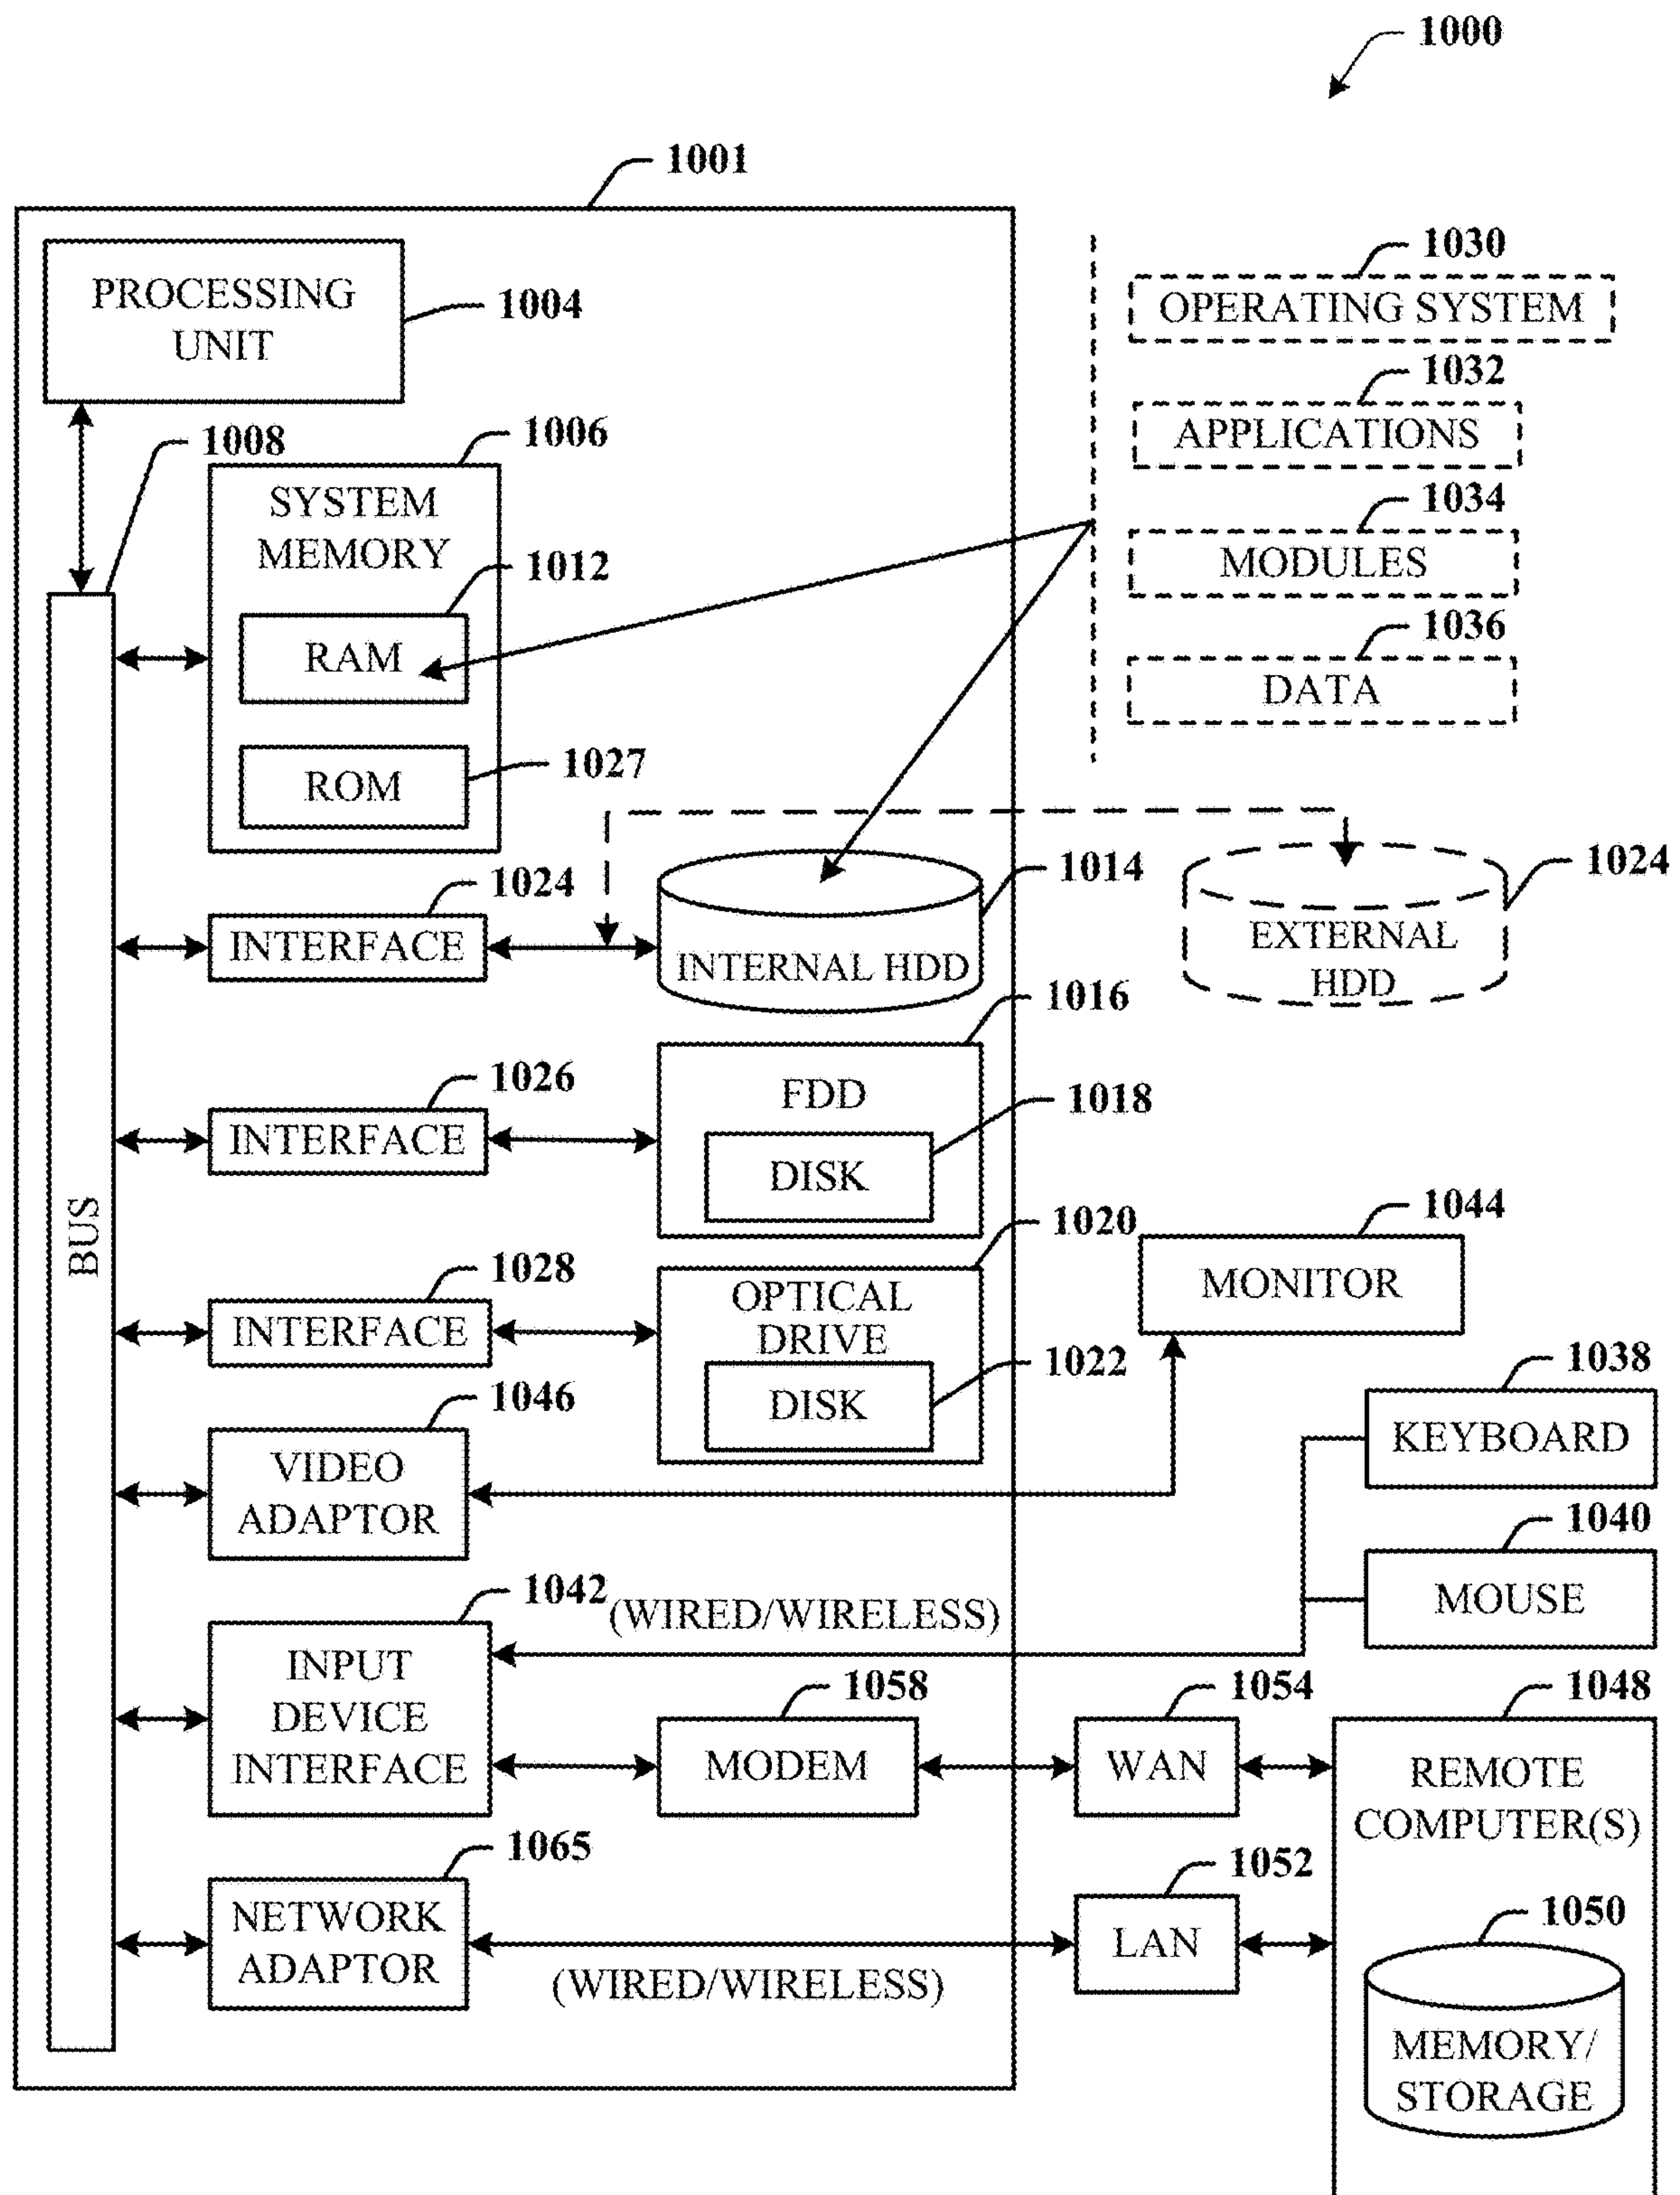 1000
1001
PROCESSING
UNIT
1004
1030
OPERATING SYSTEM
1032
APPLICATIONS
1034
MODULES
1036
DATA
1008
1006
SYSTEM
MEMORY
1012
RAM
ROM
1027
1024
INTERFACE
1014
INTERNAL HDD
1024
EXTERNAL
HDD
1016
1026
INTERFACE
FDD
1018
DISK
BUS
1020
1028
INTERFACE
OPTICAL
DRIVE
1022
DISK
1044
MONITOR
1038
KEYBOARD
1046
VIDEO
ADAPTOR
1040
MOUSE
1042
(WIRED/WIRELESS)
INPUT
DEVICE
INTERFACE
1058
MODEM
1054
WAN
1048
REMOTE
COMPUTER(S)
1065
NETWORK
ADAPTOR
(WIRED/WIRELESS)
1052
LAN
1050
MEMORY/
STORAGE